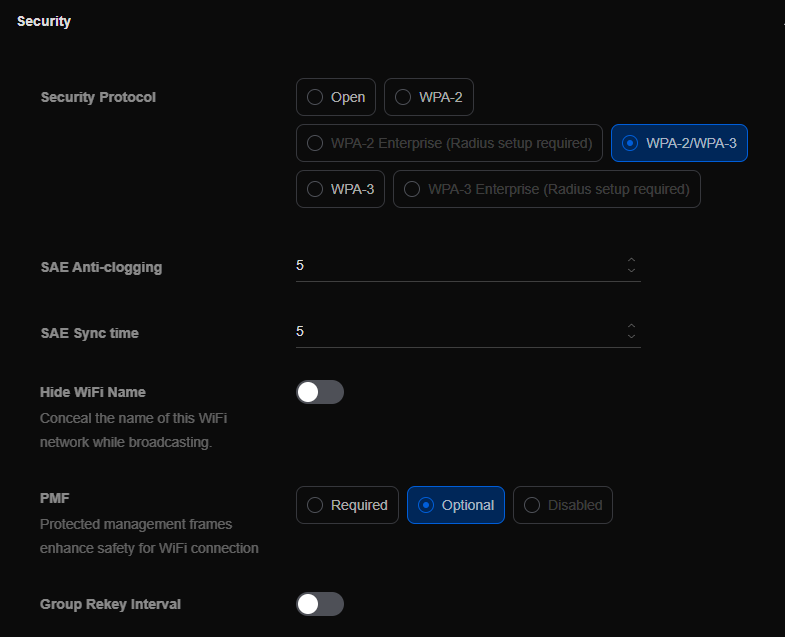 Security
Security Protocol
Open
WPA-2
WPA-2 Enterprise (Radius setup required)
WPA-2/WPA-3
WPA-3
WPA-3 Enterprise (Radius setup required)
SAE Anti-clogging
5
SAE Sync time
5
Hide WiFi Name
Conceal the name of this WiFi
network while broadcasting.
PMF
Protected management frames
enhance safety for WiFi connection
Required
Optional
Disabled
Group Rekey Interval